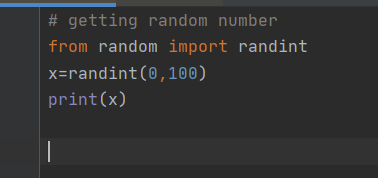 # getting random number
from random import randint
x=randint(0,100)
print(x)